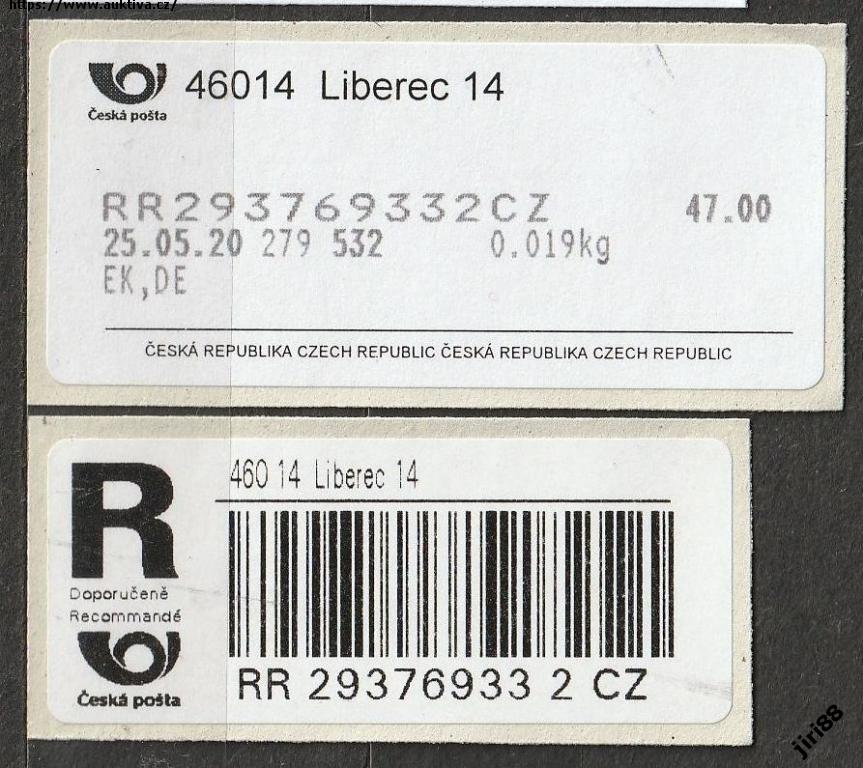 https://www.auktiva.cz/
Česká pošta
46014 Liberec 14
RR293769332CZ 47.00
25.05.20 279 532 0.019kg
EK,DE
ČESKÁ REPUBLIKA CZECH REPUBLIC ČESKÁ REPUBLIKA CZECH REPUBLIC
R
460 14 Liberec 14
Doporučeně
Recommandé
Česká pošta
RR 29376933 2 CZ
jiri88